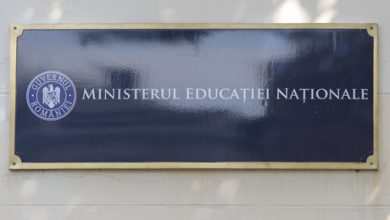 GUVERNUL
ROMÂNIEI
MINISTERUL EDUCAȚIEI NAȚIONALE